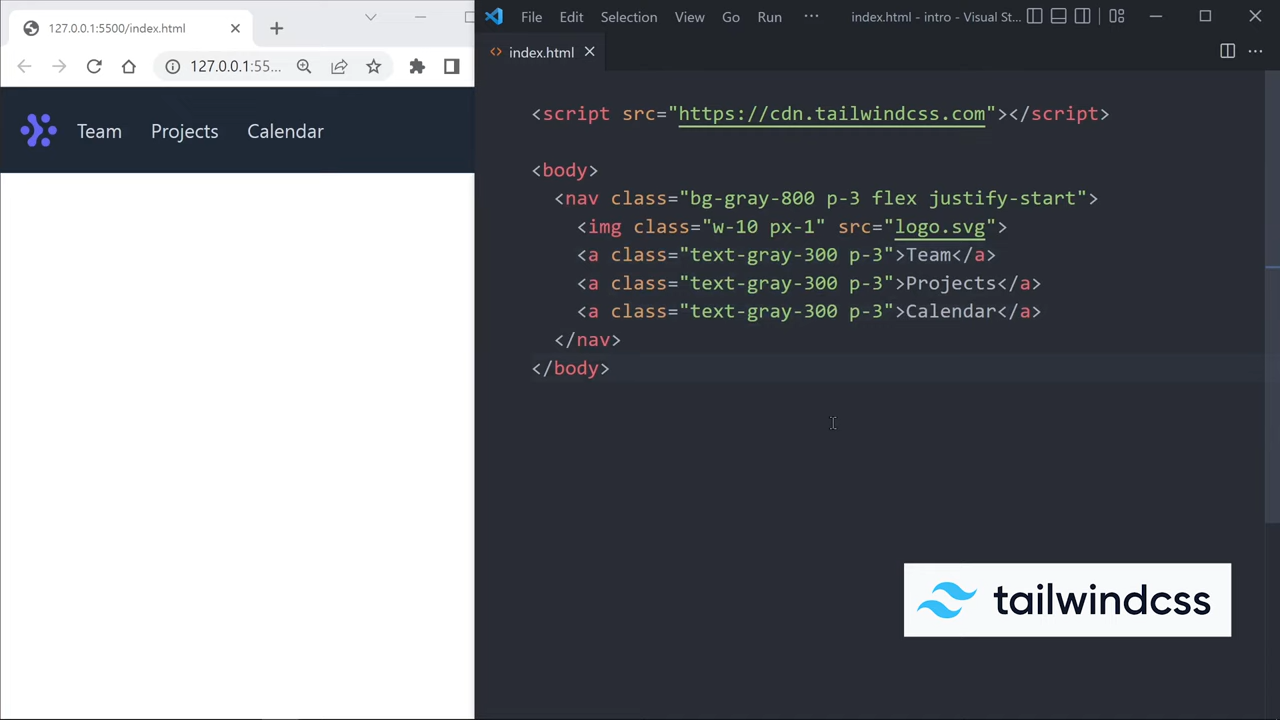 127.0.0.1:5500/index.html
127.0.0.1:55...
Team Projects Calendar
File Edit Selection View Go Run ... index.html - intro - Visual St...
index.html
<script src="https://cdn.tailwindcss.com"></script>
<body>
<nav class="bg-gray-800 p-3 flex justify-start">
<img class="w-10 px-1" src="logo.svg">
<a class="text-gray-300 p-3">Team</a>
<a class="text-gray-300 p-3">Projects</a>
<a class="text-gray-300 p-3">Calendar</a>
</nav>
</body>
tailwindcss